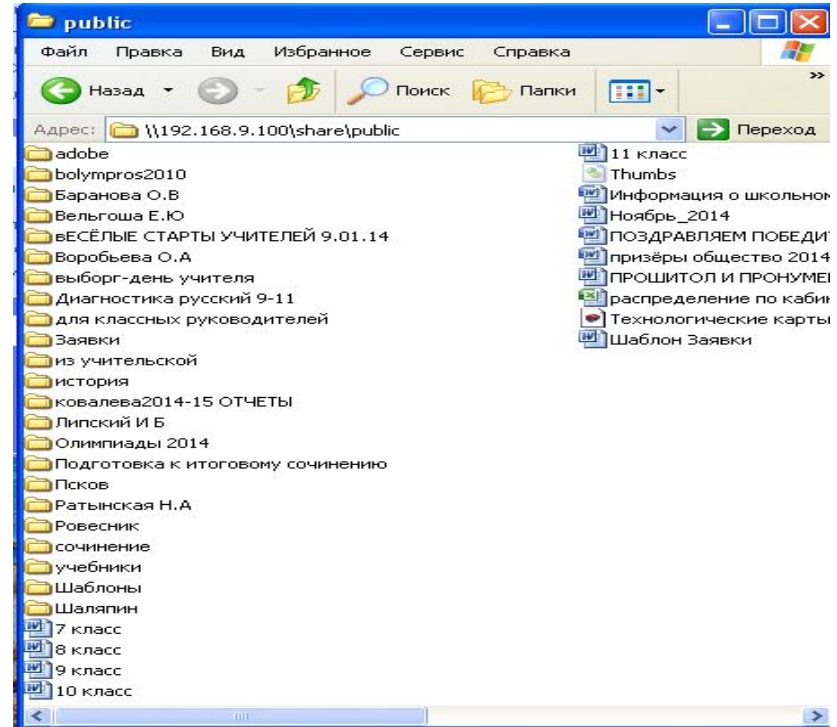 public
Файл Правка Вид Избранное Сервис Справка
Назад Поиск Папки »
Адрес: \\192.168.9.100\share\public Переход
adobe
bolympros2010
Баранова О.В
Вельгоша Е.Ю
вЕСЁЛЫЕ СТАРТЫ УЧИТЕЛЕЙ 9.01.14
Воробьева О.А
выборг-день учителя
Диагностика русский 9-11
для классных руководителей
Заявки
из учительской
история
ковалева2014-15 ОТЧЕТЫ
Липский И Б
Олимпиады 2014
Подготовка к итоговому сочинению
Псков
Ратынская Н.А
Ровесник
сочинение
учебники
Шаблоны
Шаляпин
7 класс
8 класс
9 класс
10 класс
11 класс
Thumbs
Информация о школьном
Ноябрь_2014
ПОЗДРАВЛЯЕМ ПОБЕДИТ
призёры общество 2014
ПРОШИТОЛ И ПРОНУМЕ
распределение по каби
Технологические карты
Шаблон Заявки